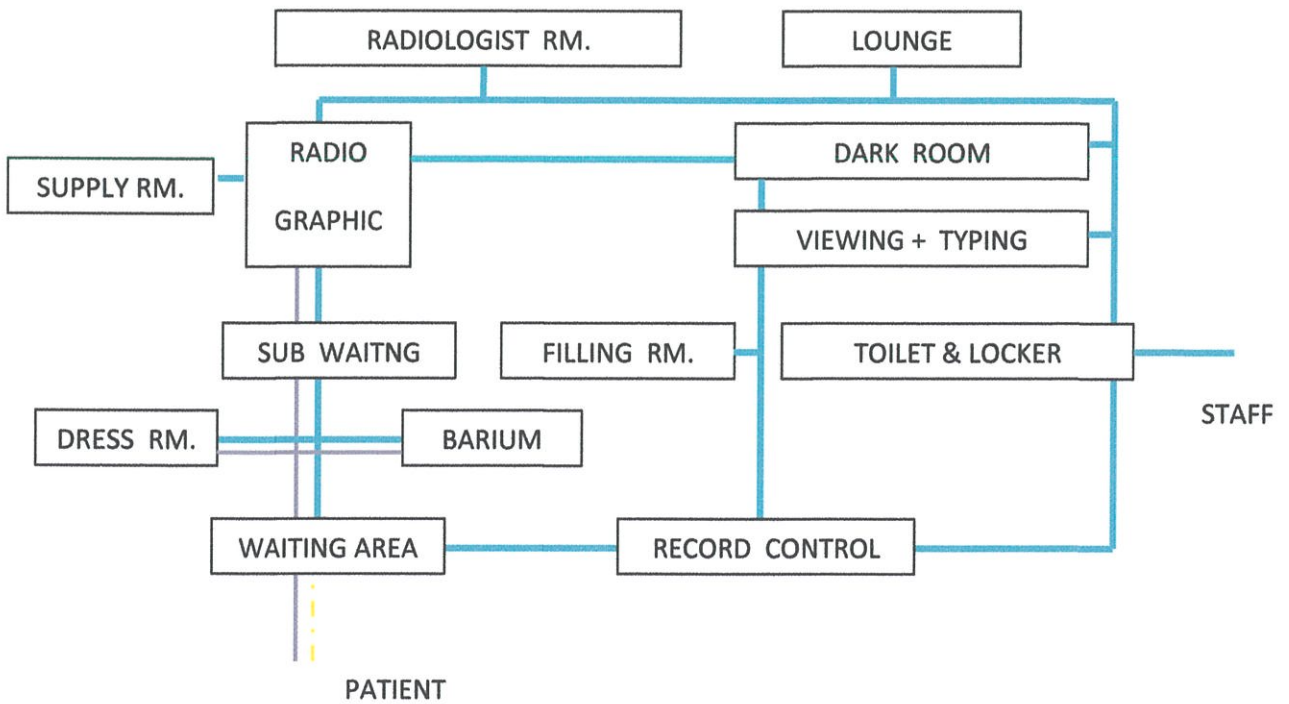 RADIOLOGIST RM.
LOUNGE
RADIO
GRAPHIC
DARK ROOM
SUPPLY RM.
VIEWING + TYPING
SUB WAITNG
FILLING RM.
TOILET & LOCKER
STAFF
DRESS RM.
BARIUM
WAITING AREA
RECORD CONTROL
PATIENT